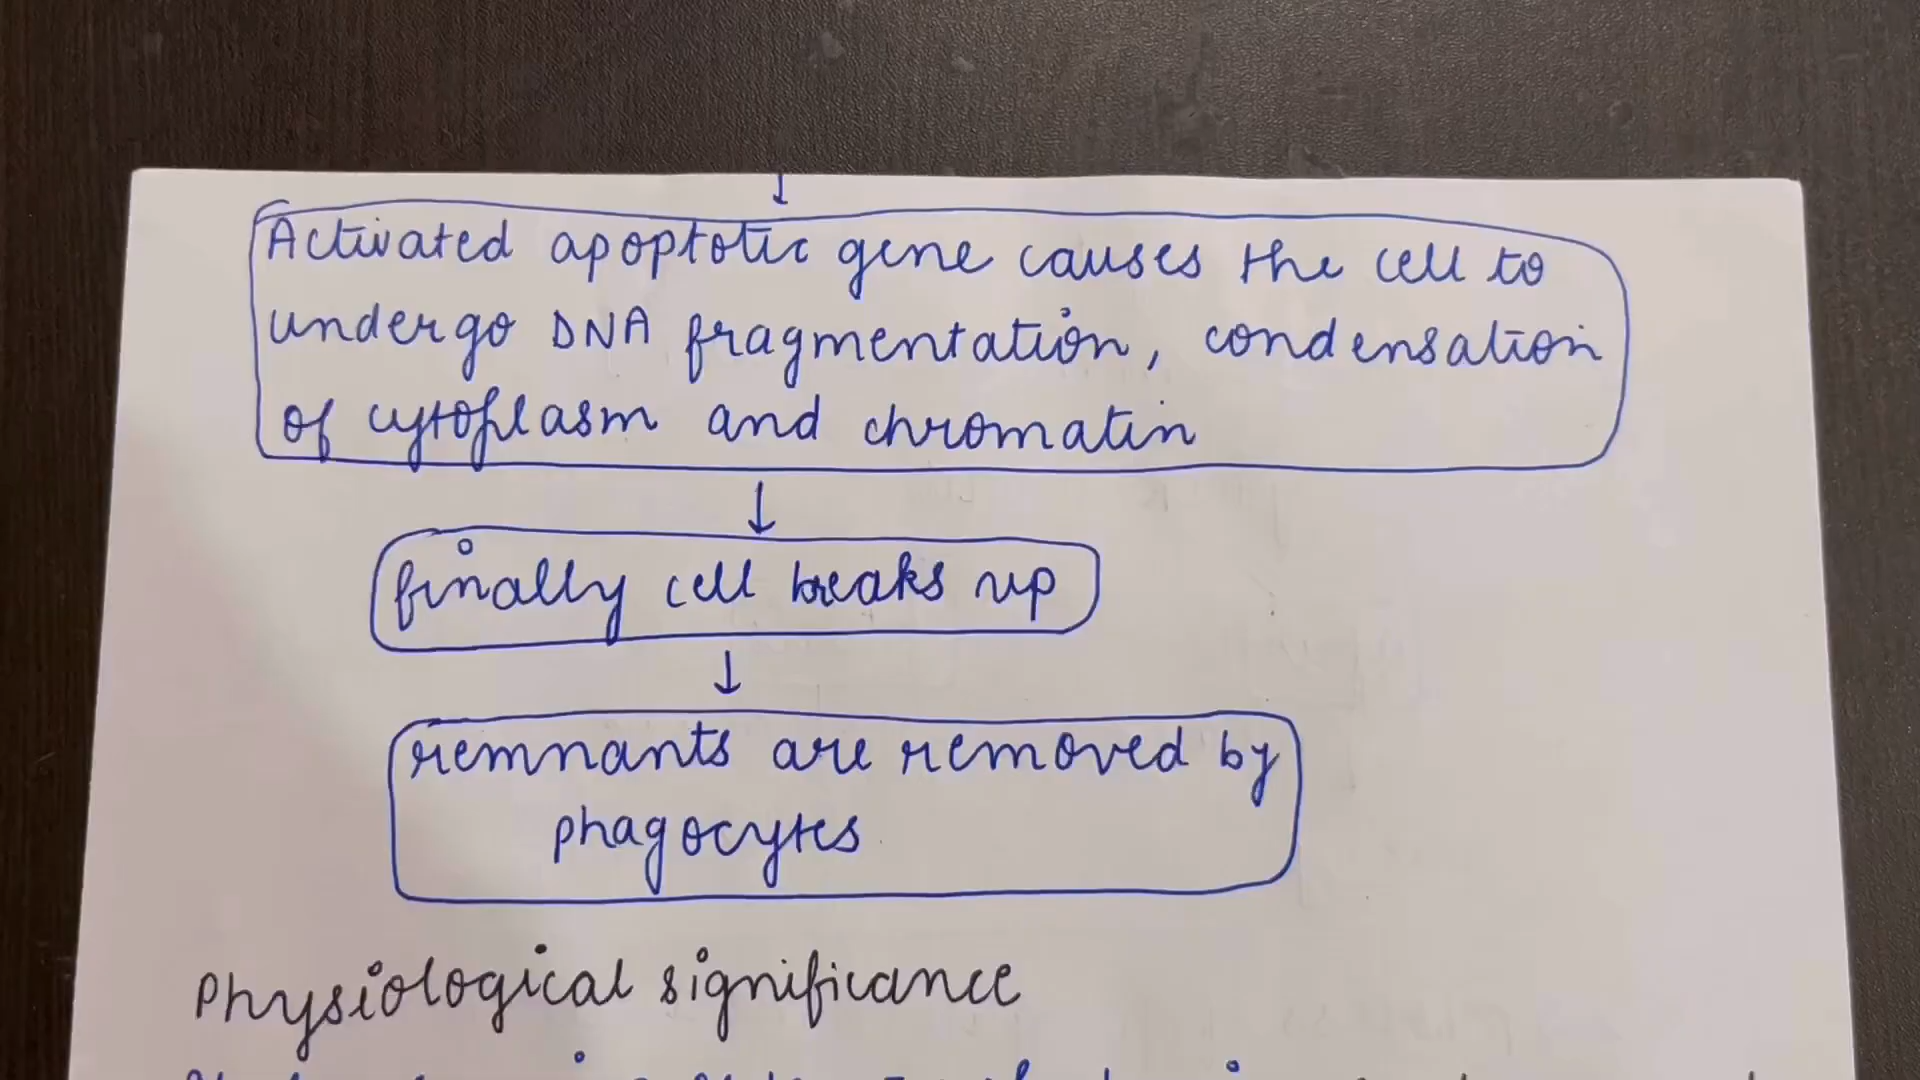 Activated apoptotic gene causes the cell to
undergo DNA fragmentation, condensation
of cytoplasm and chromatin
finally cell breaks up
remnants are removed by
phagocytes
Physiological significance